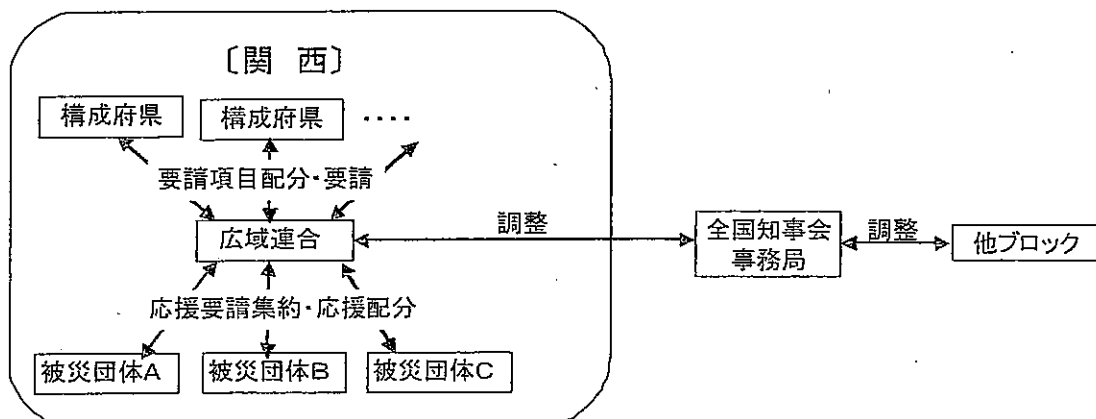 〔関 西〕
構成府県
構成府県
・・・・
要請項目配分・要請
広域連合
調整
全国知事会
事務局
調整
他ブロック
応援要請集約・応援配分
被災団体A
被災団体B
被災団体C